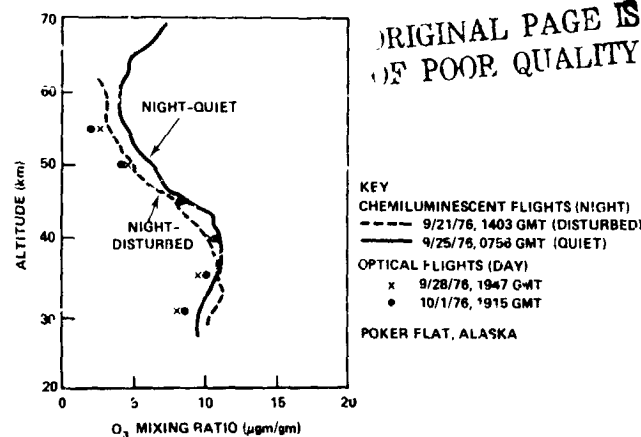 ORIGINAL PAGE IS
OF POOR QUALITY
70
60
50
40
30
20
ALTITUDE (km)
NIGHT-QUIET
NIGHT-
DISTURBED
0
5
10
15
20
O3 MIXING RATIO (µgm/gm)
KEY
CHEMILUMINESCENT FLIGHTS (NIGHT)
9/21/76, 1403 GMT (DISTURBED)
9/25/76, 0756 GMT (QUIET)
OPTICAL FLIGHTS (DAY)
x 9/28/76, 1947 GMT
● 10/1/76, 1915 GMT
POKER FLAT, ALASKA